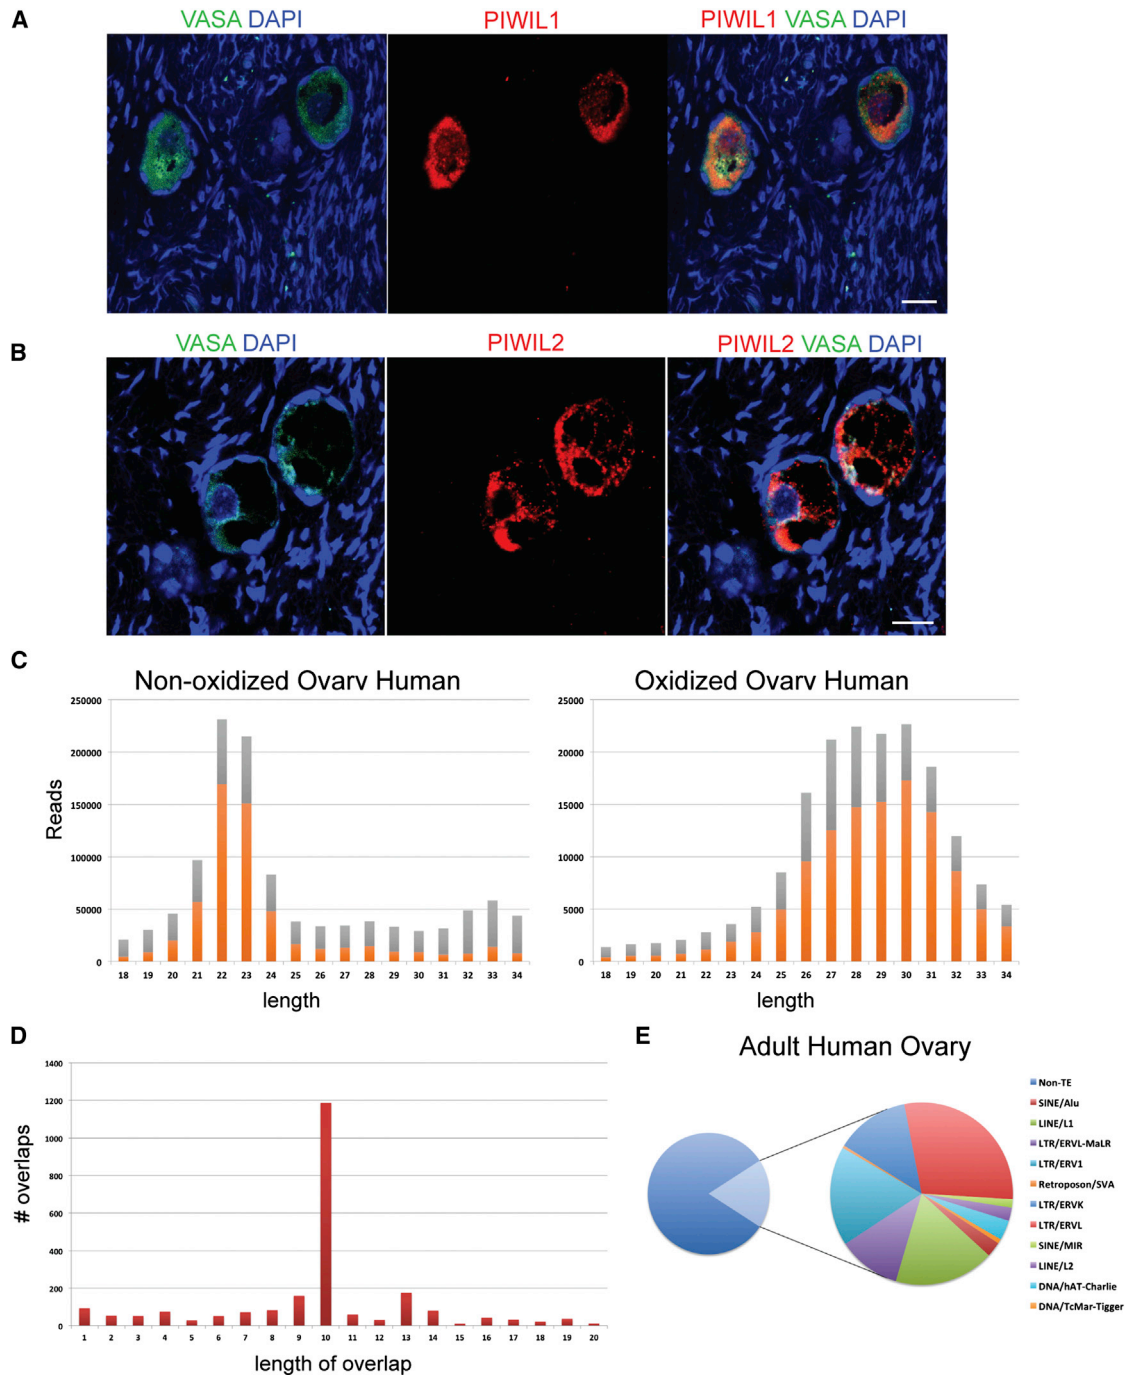 A
VASA DAPI
PIWIL1
PIWIL1 VASA DAPI
B
VASA DAPI
PIWIL2
PIWIL2 VASA DAPI
C
Non-oxidized Ovary Human
Reads
250000
200000
150000
100000
50000
0
18 19 20 21 22 23 24 25 26 27 28 29 30 31 32 33 34
length
Oxidized Ovary Human
25000
20000
15000
10000
5000
0
18 19 20 21 22 23 24 25 26 27 28 29 30 31 32 33 34
length
D
# overlaps
1400
1200
1000
800
600
400
200
0
1 2 3 4 5 6 7 8 9 10 11 12 13 14 15 16 17 18 19 20
length of overlap
E
Adult Human Ovary
Non-TE
SINE/Alu
LINE/L1
LTR/ERVL-MaLR
LTR/ERV1
Retroposon/SVA
LTR/ERVK
LTR/ERVL
SINE/MIR
LINE/L2
DNA/hAT-Charlie
DNA/TcMar-Tigger